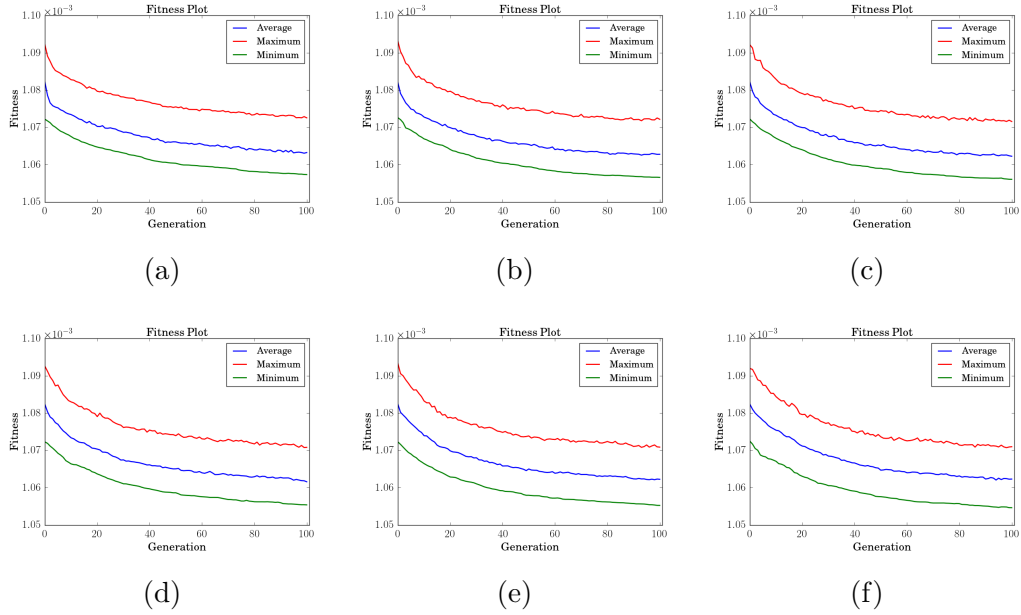 Fitness Plot
×10⁻³
1.10
1.09
1.08
1.07
1.06
1.05
0 20 40 60 80 100
Fitness
Generation
Average
Maximum
Minimum
(a)
Fitness Plot
×10⁻³
1.10
1.09
1.08
1.07
1.06
1.05
0 20 40 60 80 100
Fitness
Generation
Average
Maximum
Minimum
(b)
Fitness Plot
×10⁻³
1.10
1.09
1.08
1.07
1.06
1.05
0 20 40 60 80 100
Fitness
Generation
Average
Maximum
Minimum
(c)
Fitness Plot
×10⁻³
1.10
1.09
1.08
1.07
1.06
1.05
0 20 40 60 80 100
Fitness
Generation
Average
Maximum
Minimum
(d)
Fitness Plot
×10⁻³
1.10
1.09
1.08
1.07
1.06
1.05
0 20 40 60 80 100
Fitness
Generation
Average
Maximum
Minimum
(e)
Fitness Plot
×10⁻³
1.10
1.09
1.08
1.07
1.06
1.05
0 20 40 60 80 100
Fitness
Generation
Average
Maximum
Minimum
(f)